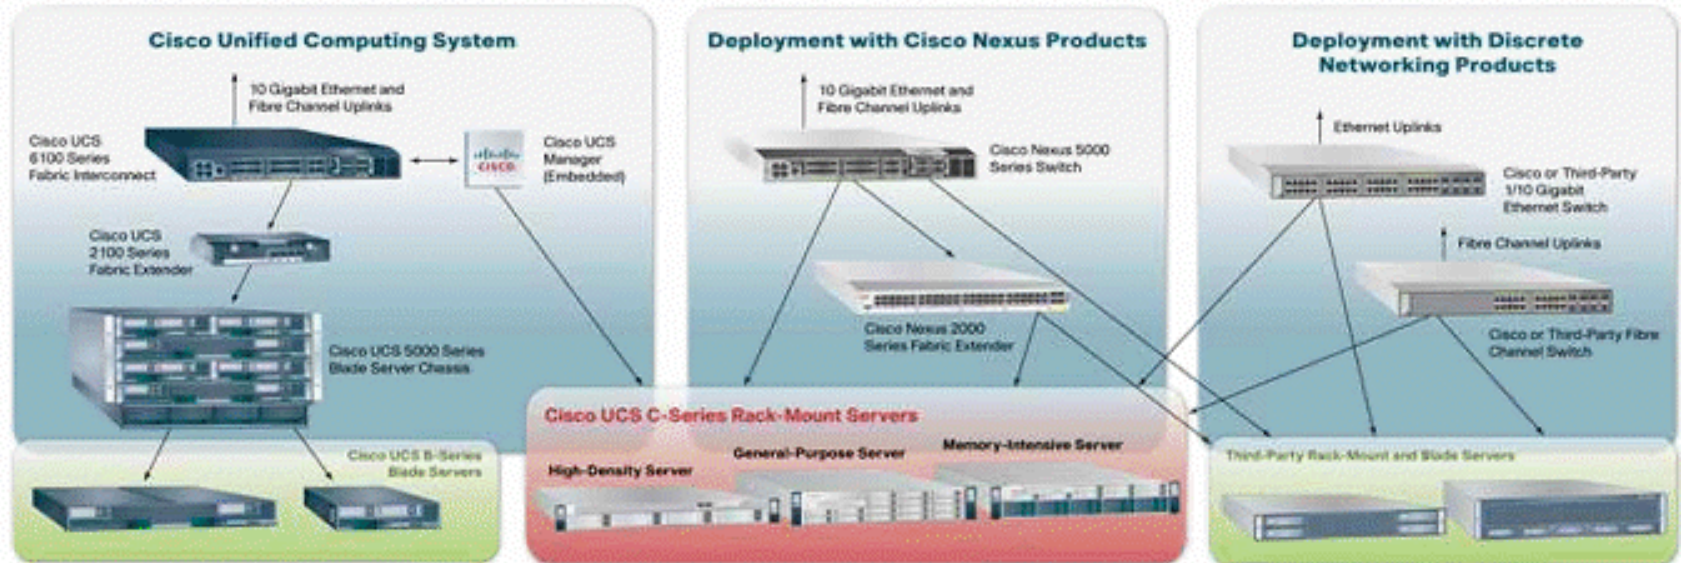 Cisco Unified Computing System
10 Gigabit Ethernet and
Fibre Channel Uplinks
Cisco UCS
6100 Series
Fabric Interconnect
CISCO
Cisco UCS
Manager
(Embedded)
Cisco UCS
2100 Series
Fabric Extender
Cisco UCS 5000 Series
Blade Server Chassis
Cisco UCS B-Series
Blade Servers
Deployment with Cisco Nexus Products
10 Gigabit Ethernet and
Fibre Channel Uplinks
Cisco Nexus 5000
Series Switch
Cisco Nexus 2000
Series Fabric Extender
Cisco UCS C-Series Rack-Mount Servers
High-Density Server
General-Purpose Server
Memory-Intensive Server
Deployment with Discrete
Networking Products
Ethernet Uplinks
Cisco or Third-Party
1/10 Gigabit
Ethernet Switch
Fibre Channel Uplinks
Cisco or Third-Party Fibre
Channel Switch
Third-Party Rack-Mount and Blade Servers